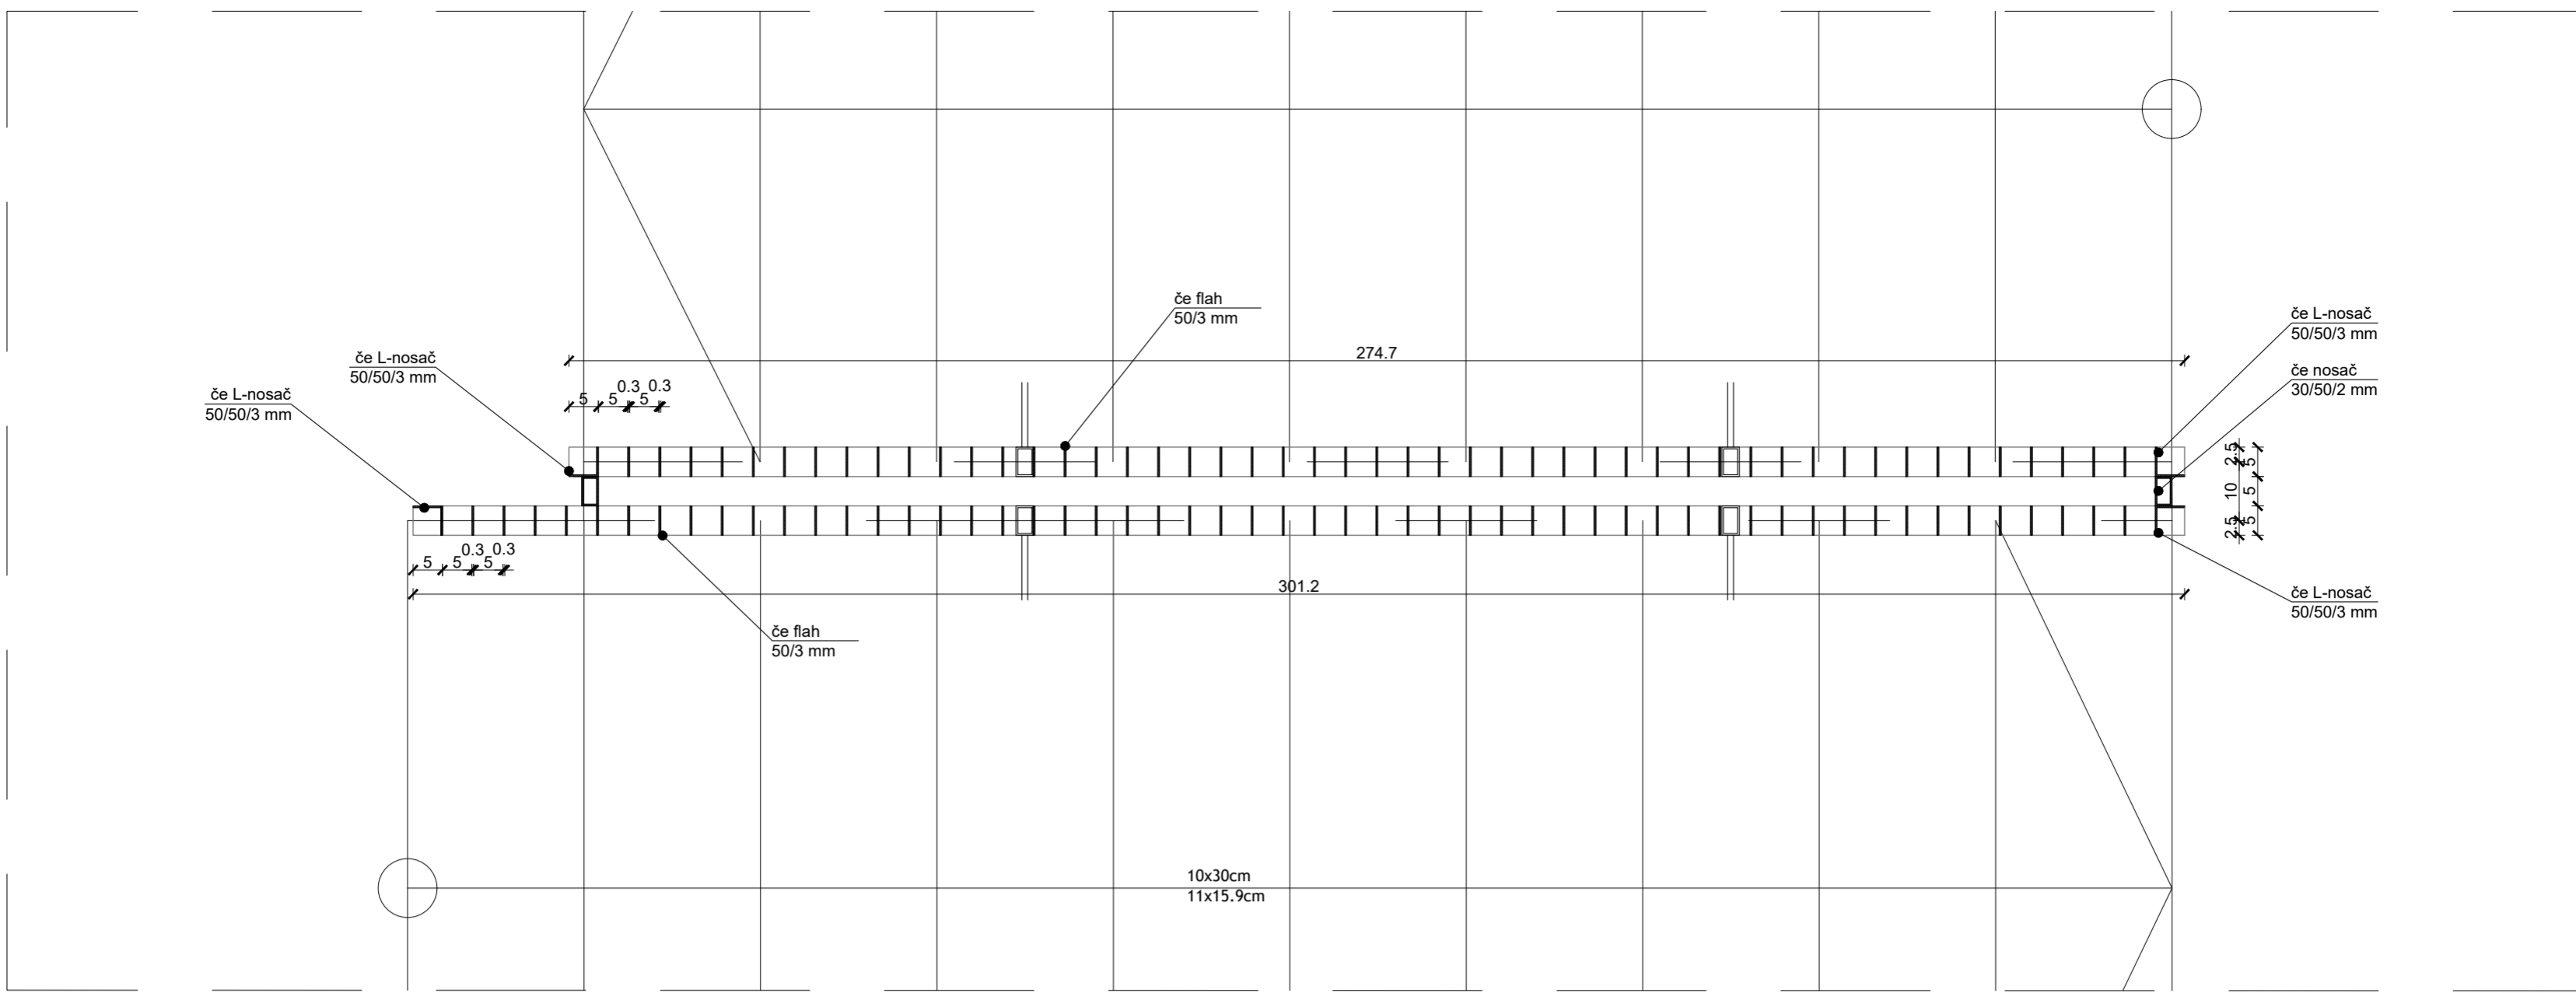 če flah
50/3 mm
če L-nosač
50/50/3 mm
274.7
če L-nosač
50/50/3 mm
če nosač
30/50/2 mm
če L-nosač
50/50/3 mm
0.3 0.3
5 5 5
2.5
2.5
10
2.5
5
5
5
0.3 0.3
5 5 5
301.2
če L-nosač
50/50/3 mm
če flah
50/3 mm
10x30cm
11x15.9cm